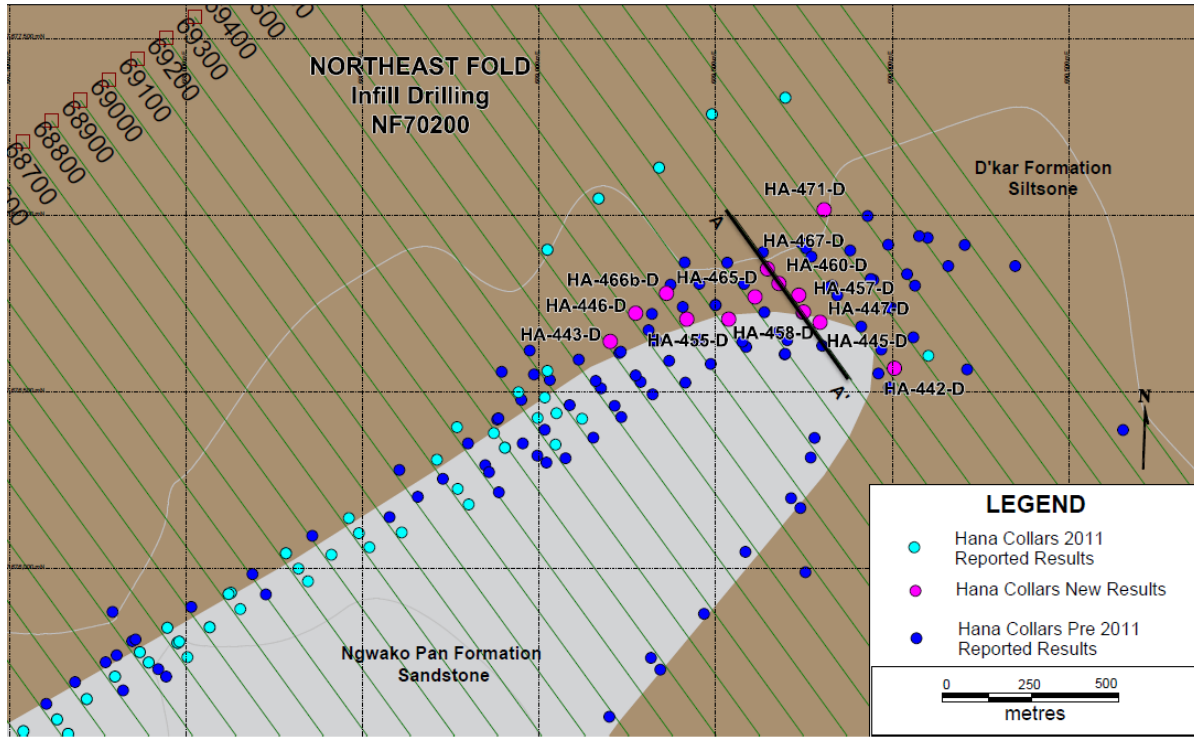 NORTHEAST FOLD
Infill Drilling
NF70200
69400
69300
69200
69100
69000
68900
68800
68700
D'kar Formation
Siltsone
HA-471-D
A
HA-467-D
HA-460-D
HA-466b-D
HA-465-D
HA-457-D
HA-446-D
HA-447-D
HA-443-D
HA-455-D
HA-458-D
HA-445-D
A'
HA-442-D
N
Ngwako Pan Formation
Sandstone
LEGEND
Hana Collars 2011
Reported Results
Hana Collars New Results
Hana Collars Pre 2011
Reported Results
0 250 500
metres